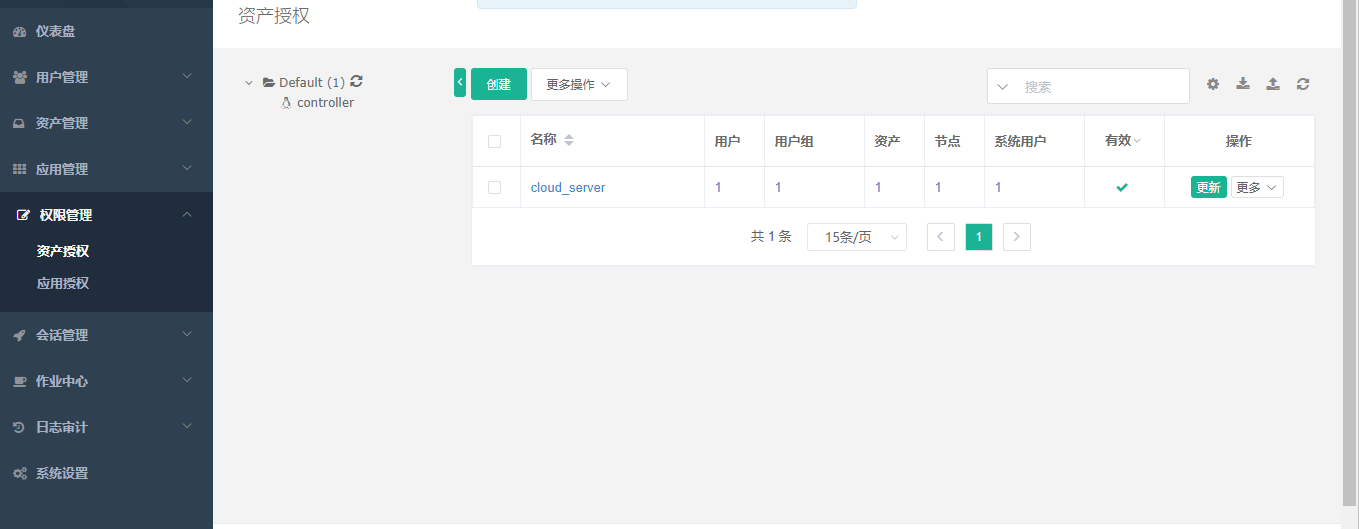 资产授权
仪表盘
用户管理
资产管理
应用管理
权限管理
资产授权
应用授权
会话管理
作业中心
日志审计
系统设置
Default (1)
controller
创建 更多操作 搜索
名称 用户 用户组 资产 节点 系统用户 有效 操作
cloud_server 1 1 1 1 1 更新 更多
共 1 条 15条/页 1